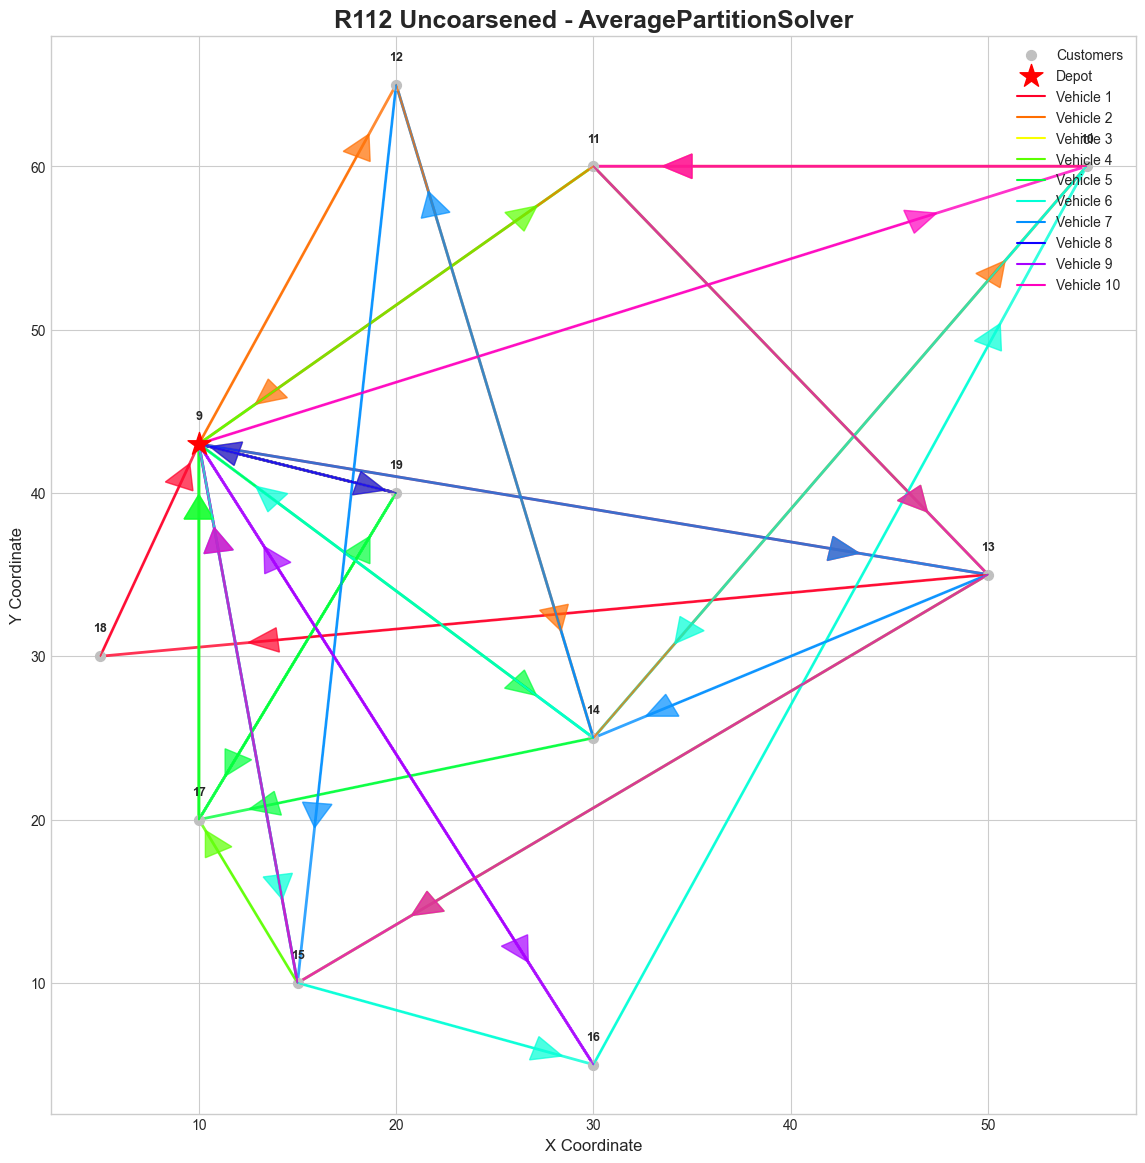 R112 Uncoarsened - AveragePartitionSolver
Customers
Depot
Vehicle 1
Vehicle 2
Vehicle 3
Vehicle 4
Vehicle 5
Vehicle 6
Vehicle 7
Vehicle 8
Vehicle 9
Vehicle 10
12
11
10
9
19
13
18
14
17
15
16
60
50
40
30
20
10
Y Coordinate
10
20
30
40
50
X Coordinate